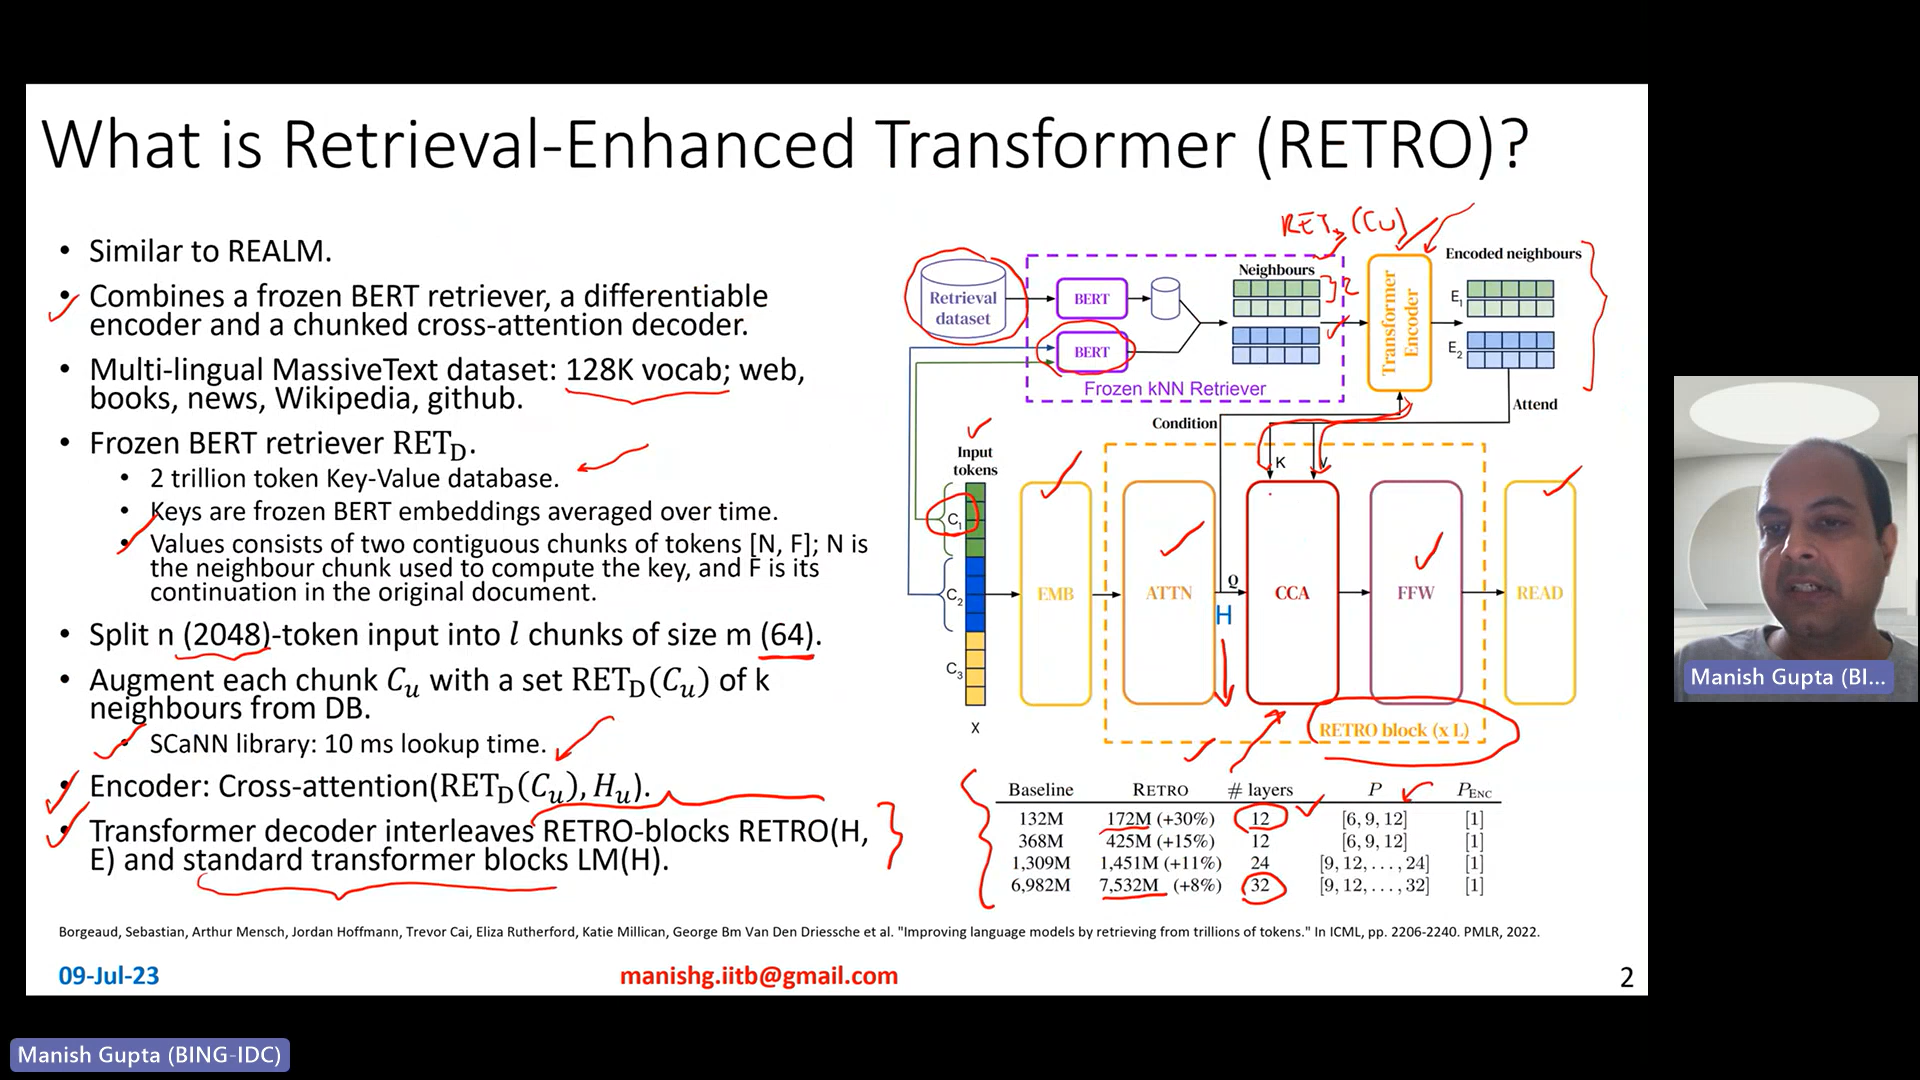 What is Retrieval-Enhanced Transformer (RETRO)?
• Similar to REALM.
• Combines a frozen BERT retriever, a differentiable
encoder and a chunked cross-attention decoder.
• Multi-lingual MassiveText dataset: 128K vocab; web,
books, news, Wikipedia, github.
• Frozen BERT retriever RET_D.
• 2 trillion token Key-Value database.
• Keys are frozen BERT embeddings averaged over time.
• Values consists of two contiguous chunks of tokens [N, F]; N is
the neighbour chunk used to compute the key, and F is its
continuation in the original document.
• Split n (2048)-token input into l chunks of size m (64).
• Augment each chunk C_u with a set RET_D(C_u) of k
neighbours from DB.
• SCaNN library: 10 ms lookup time.
• Encoder: Cross-attention(RET_D(C_u), H_u).
• Transformer decoder interleaves RETRO-blocks RETRO(H,
E) and standard transformer blocks LM(H).
RET_D (Cu)
Retrieval
dataset
BERT
BERT
Frozen kNN Retriever
Neighbours
Transformer
Encoder
Encoded neighbours
E1
E2
Condition
Attend
Input
tokens
C1
C2
C3
X
EMB
ATTN
Q
H
K
V
CCA
FFW
READ
RETRO block (x L)
Baseline RETRO # layers P P_ENC
132M 172M (+30%) 12 [6, 9, 12] [1]
368M 425M (+15%) 12 [6, 9, 12] [1]
1,309M 1,451M (+11%) 24 [9, 12, . . . , 24] [1]
6,982M 7,532M (+8%) 32 [9, 12, . . . , 32] [1]
Borgeaud, Sebastian, Arthur Mensch, Jordan Hoffmann, Trevor Cai, Eliza Rutherford, Katie Millican, George Bm Van Den Driessche et al. "Improving language models by retrieving from trillions of tokens." In ICML, pp. 2206-2240. PMLR, 2022.
09-Jul-23
manishg.iitb@gmail.com
2
Manish Gupta (BI...
Manish Gupta (BING-IDC)